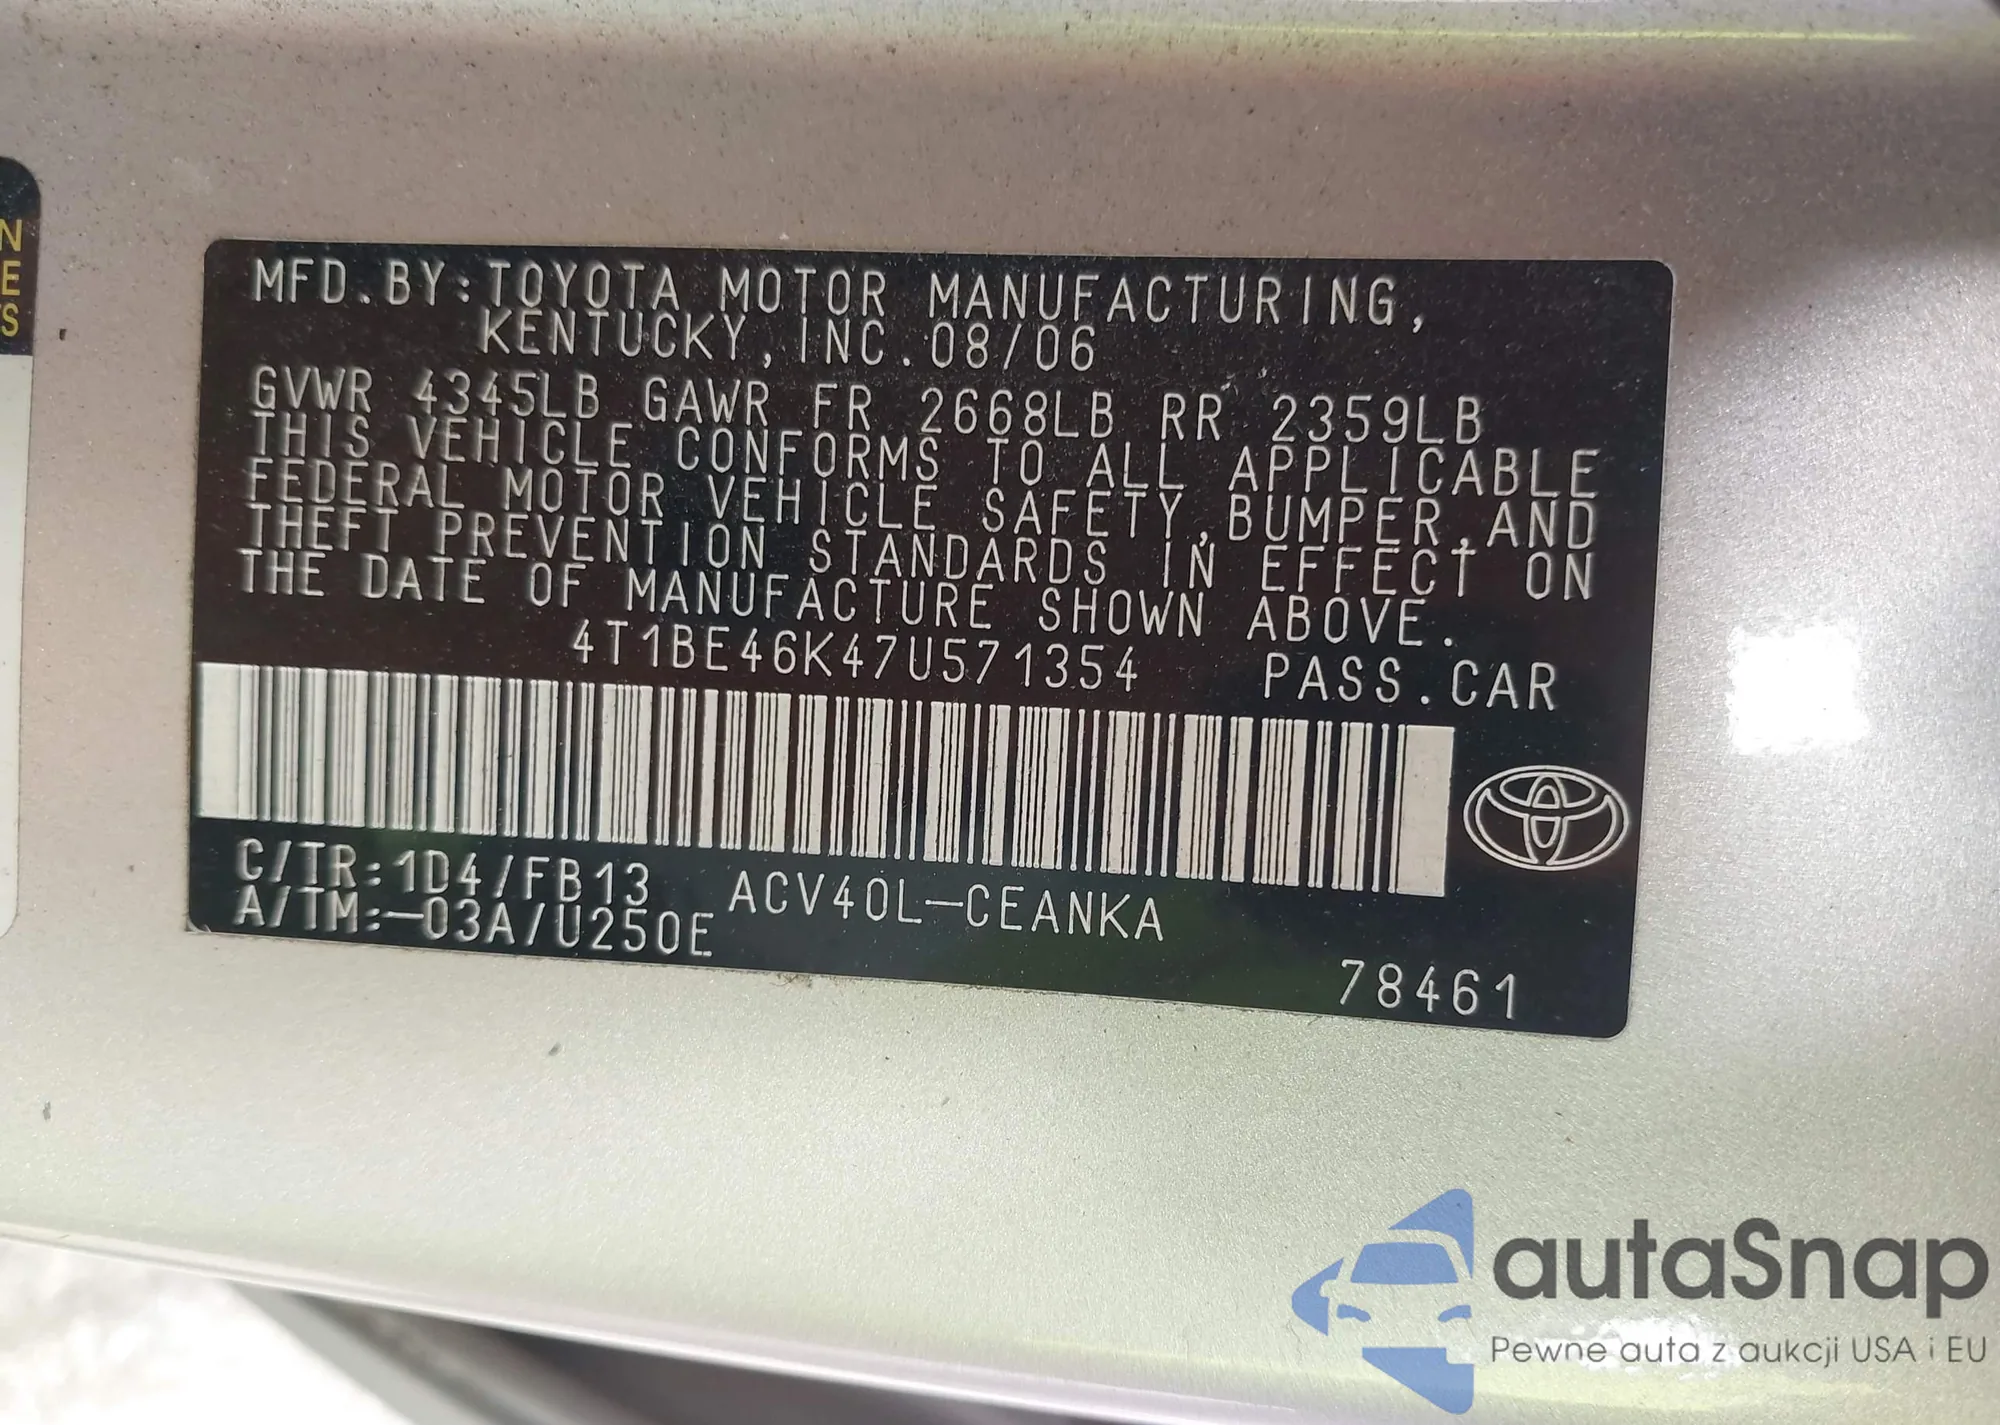 N
E
TS
MFD.BY:TOYOTA MOTOR MANUFACTURING,
KENTUCKY,INC.08/06
GVWR 4345LB GAWR FR 2668LB RR 2359LB
THIS VEHICLE CONFORMS TO ALL APPLICABLE
FEDERAL MOTOR VEHICLE SAFETY,BUMPER,AND
THEFT PREVENTION STANDARDS IN EFFECT ON
THE DATE OF MANUFACTURE SHOWN ABOVE.
4T1BE46K47U571354 PASS.CAR
C/TR:1D4/FB13 ACV40L-CEANKA
A/TM:-03A/U250E
78461
autaSnap
Pewne auta z aukcji USA i EU